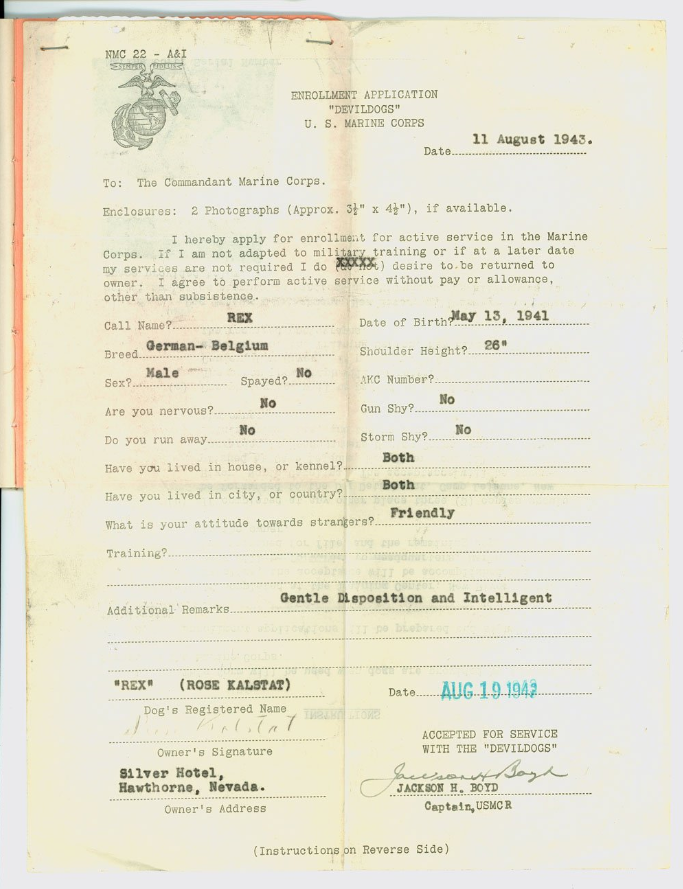 NMC 22 - A&I
ENROLLMENT APPLICATION
"DEVILDOGS"
U. S. MARINE CORPS
Date 11 August 1943.
To: The Commandant Marine Corps.
Enclosures: 2 Photographs (Approx. 3½" x 4½"), if available.
I hereby apply for enrollment for active service in the Marine
Corps. If I am not adapted to military training or if at a later date
my services are not required I do (xxxxx) desire to be returned to
owner. I agree to perform active service without pay or allowance,
other than subsistence.
Call Name? REX Date of Birth? May 13, 1941
Breed German- Belgium Shoulder Height? 26"
Sex? Male Spayed? No AKC Number?
Are you nervous? No Gun Shy? No
Do you run away No Storm Shy? No
Have you lived in house, or kennel? Both
Have you lived in city, or country? Both
What is your attitude towards strangers? Friendly
Training?
Additional Remarks Gentle Disposition and Intelligent
"REX" (ROSE KALSTAT) Date AUG 19 1943
Dog's Registered Name
Kalstat
ACCEPTED FOR SERVICE
Owner's Signature WITH THE "DEVILDOGS"
Silver Hotel, Jackson H Boyd
Hawthorne, Nevada. JACKSON H. BOYD
Owner's Address Captain,USMCR
(Instructions on Reverse Side)